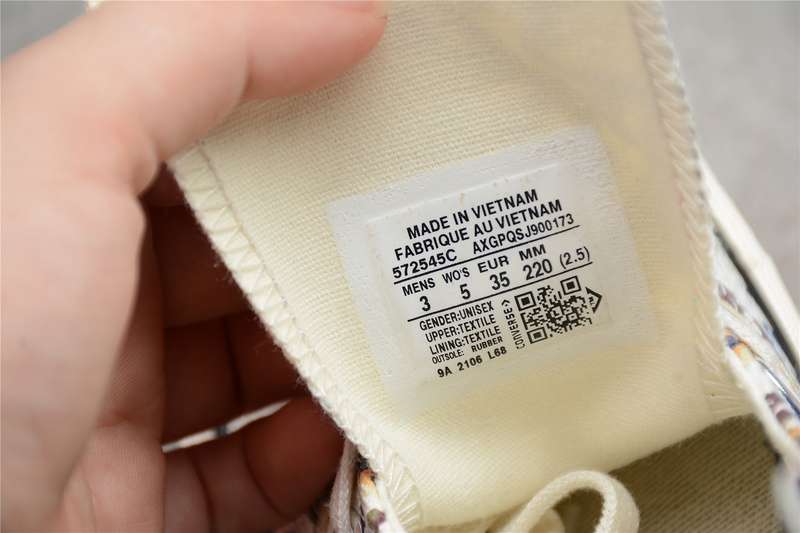 MADE IN VIETNAM
FABRIQUE AU VIETNAM
572545C AXGPQSJ900173
MENS WO'S EUR MM
3 5 35 220 (2.5)
GENDER:UNISEX
UPPER:TEXTILE
LINING:TEXTILE
OUTSOLE: RUBBER
9A 2106 L68
CONVERSE